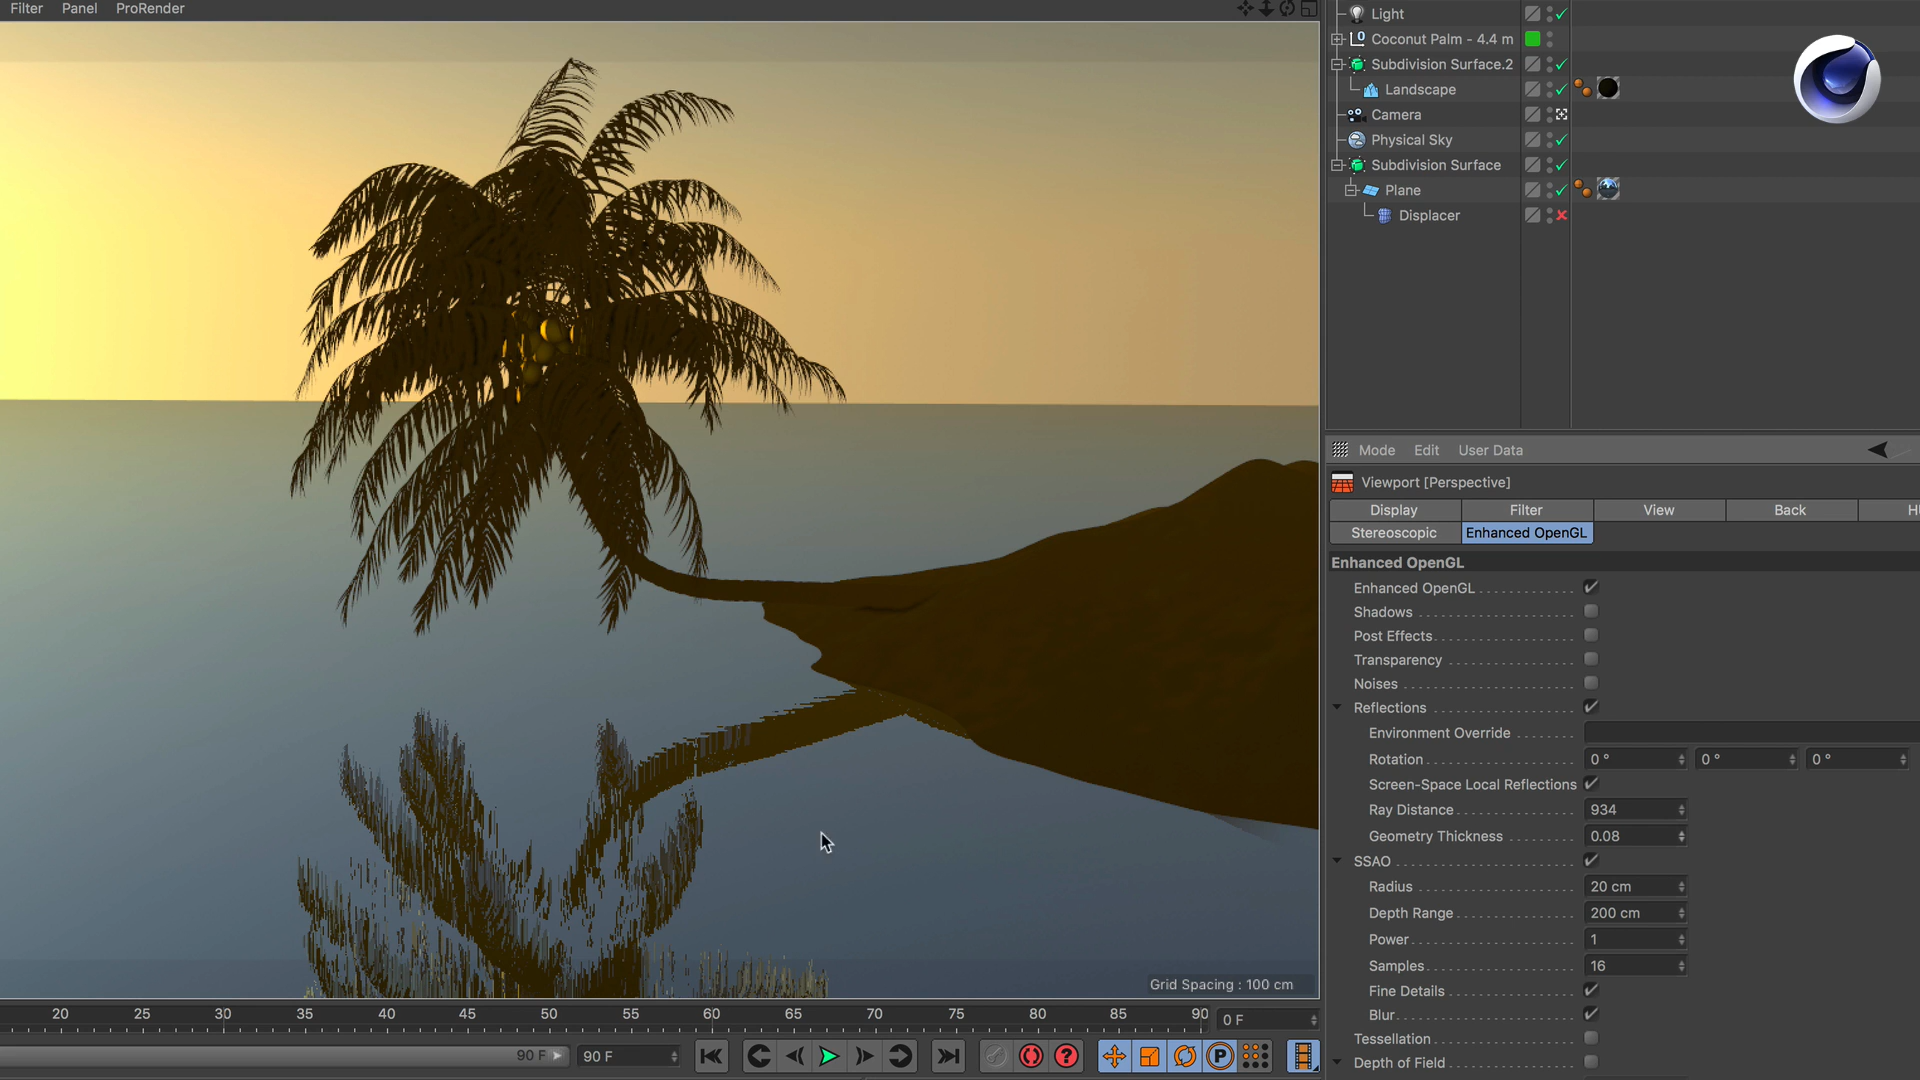 Filter Panel ProRender
Light
Coconut Palm - 4.4 m
Subdivision Surface.2
Landscape
Camera
Physical Sky
Subdivision Surface
Plane
Displacer
Mode Edit User Data
Viewport [Perspective]
Display Filter View Back
Stereoscopic Enhanced OpenGL
Enhanced OpenGL
Enhanced OpenGL
Shadows
Post Effects
Transparency
Noises
Reflections
Environment Override
Rotation 0 ° 0 ° 0 °
Screen-Space Local Reflections
Ray Distance 934
Geometry Thickness 0.08
SSAO
Radius 20 cm
Depth Range 200 cm
Power 1
Samples 16
Fine Details
Blur
Tessellation
Depth of Field
Grid Spacing : 100 cm
20 25 30 35 40 45 50 55 60 65 70 75 80 85 90 0 F
90 F 90 F